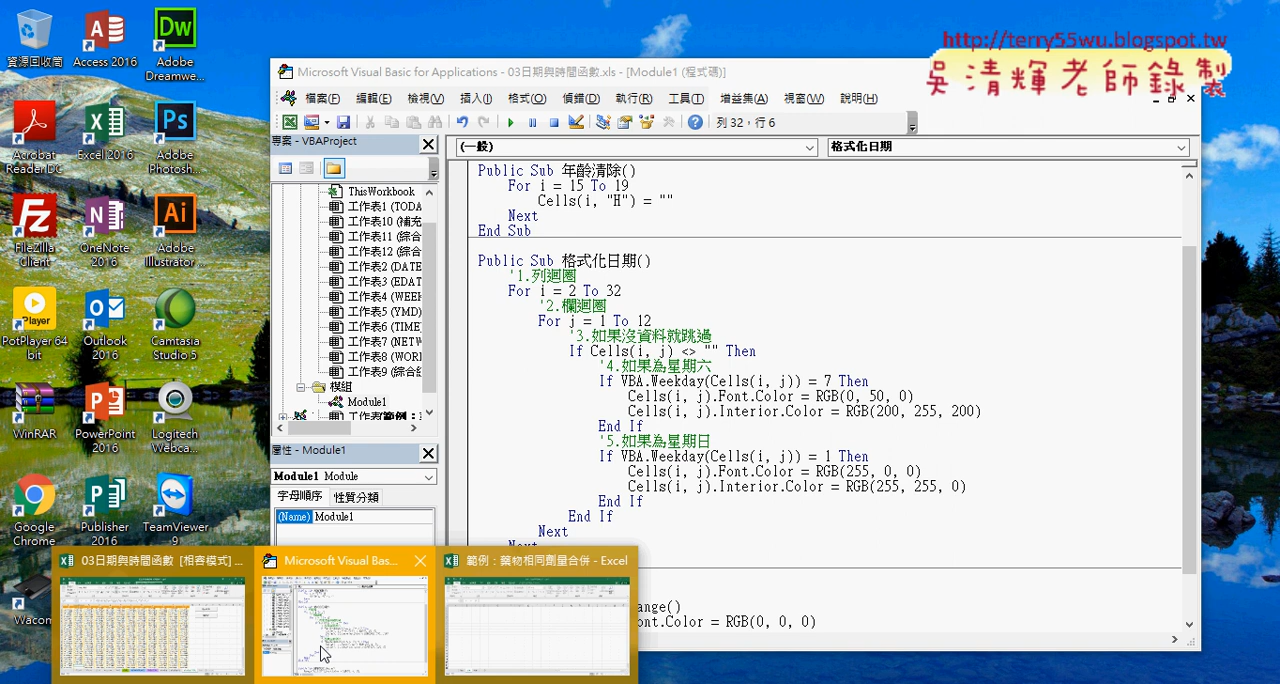 http://terry55wu.blogspot.tw
吳清輝老師錄製
資源回收筒
Access 2016
Adobe Dreamwe...
Acrobat Reader DC
Excel 2016
Adobe Photosh...
FileZilla Client
OneNote 2016
Adobe Illustrator ...
PotPlayer 64 bit
Outlook 2016
Camtasia Studio 5
WinRAR
PowerPoint 2016
Logitech Webca...
Google Chrome
Publisher 2016
TeamViewer 9
Wacom
Microsoft Visual Basic for Applications - 03日期與時間函數.xls - [Module1 (程式碼)]
檔案(F) 編輯(E) 檢視(V) 插入(I) 格式(O) 偵錯(D) 執行(R) 工具(T) 增益集(A) 視窗(W) 說明(H)
列 32，行 6
專案 - VBAProject
ThisWorkbook
工作表1 (TODA
工作表10 (補充
工作表11 (綜合
工作表12 (綜合
工作表2 (DATE
工作表3 (EDAT
工作表4 (WEEK
工作表5 (YMD)
工作表6 (TIME)
工作表7 (NETW
工作表8 (WORK
工作表9 (綜合練
模組
Module1
屬性 - Module1
Module1 Module
字母順序 性質分類
(Name) Module1
(一般)
格式化日期
Public Sub 年齡清除()
For i = 15 To 19
Cells(i, "H") = ""
Next
End Sub
Public Sub 格式化日期()
'1.列迴圈
For i = 2 To 32
'2.欄迴圈
For j = 1 To 12
'3.如果沒資料就跳過
If Cells(i, j) <> "" Then
'4.如果為星期六
If VBA.Weekday(Cells(i, j)) = 7 Then
Cells(i, j).Font.Color = RGB(0, 50, 0)
Cells(i, j).Interior.Color = RGB(200, 255, 200)
End If
'5.如果為星期日
If VBA.Weekday(Cells(i, j)) = 1 Then
Cells(i, j).Font.Color = RGB(255, 0, 0)
Cells(i, j).Interior.Color = RGB(255, 255, 0)
End If
End If
Next
ange()
ont.Color = RGB(0, 0, 0)
03日期與時間函數 [相容模式] ...
Microsoft Visual Bas...
範例：藥物相同劑量合併 - Excel